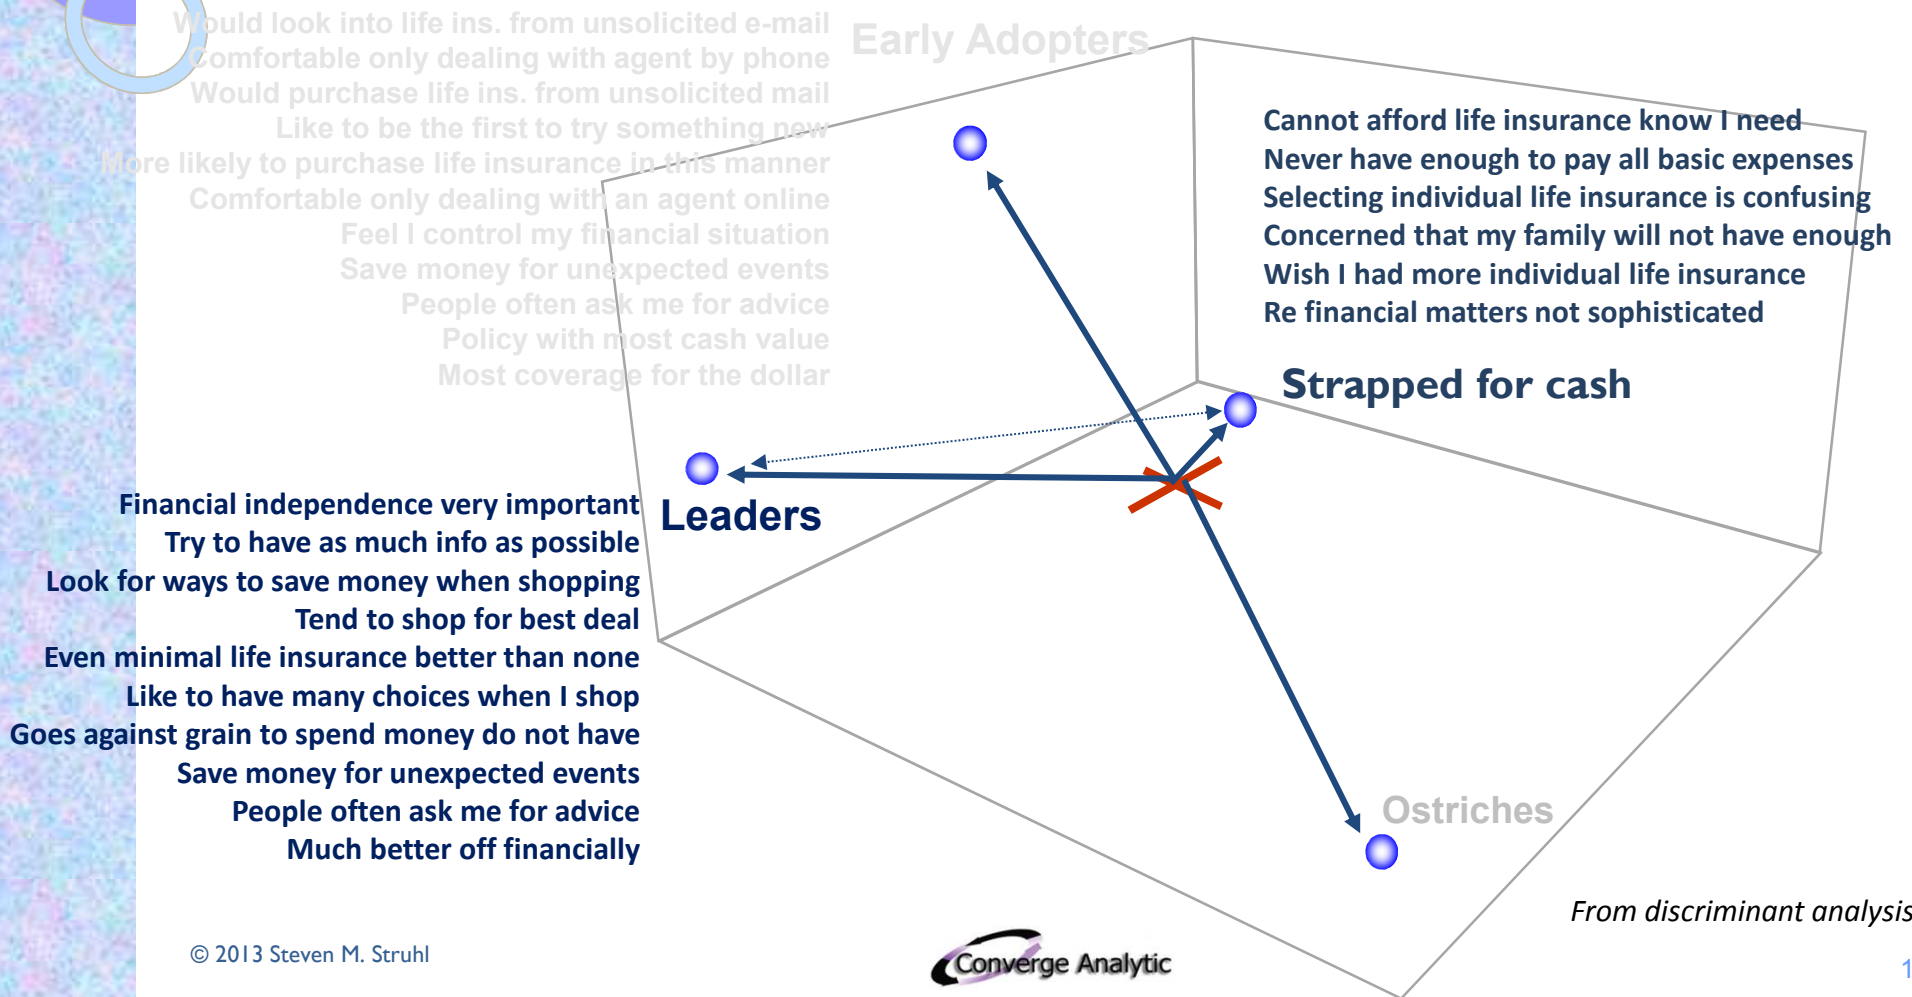 Would look into life ins. from unsolicited e-mail
Comfortable only dealing with agent by phone
Would purchase life ins. from unsolicited mail
Like to be the first to try something new
More likely to purchase life insurance in this manner
Comfortable only dealing with an agent online
Feel I control my financial situation
Save money for unexpected events
People often ask me for advice
Policy with most cash value
Most coverage for the dollar
Early Adopters
Cannot afford life insurance know I need
Never have enough to pay all basic expenses
Selecting individual life insurance is confusing
Concerned that my family will not have enough
Wish I had more individual life insurance
Re financial matters not sophisticated
Strapped for cash
Leaders
Financial independence very important
Try to have as much info as possible
Look for ways to save money when shopping
Tend to shop for best deal
Even minimal life insurance better than none
Like to have many choices when I shop
Goes against grain to spend money do not have
Save money for unexpected events
People often ask me for advice
Much better off financially
Ostriches
From discriminant analysis
© 2013 Steven M. Struhl
Converge Analytic
1